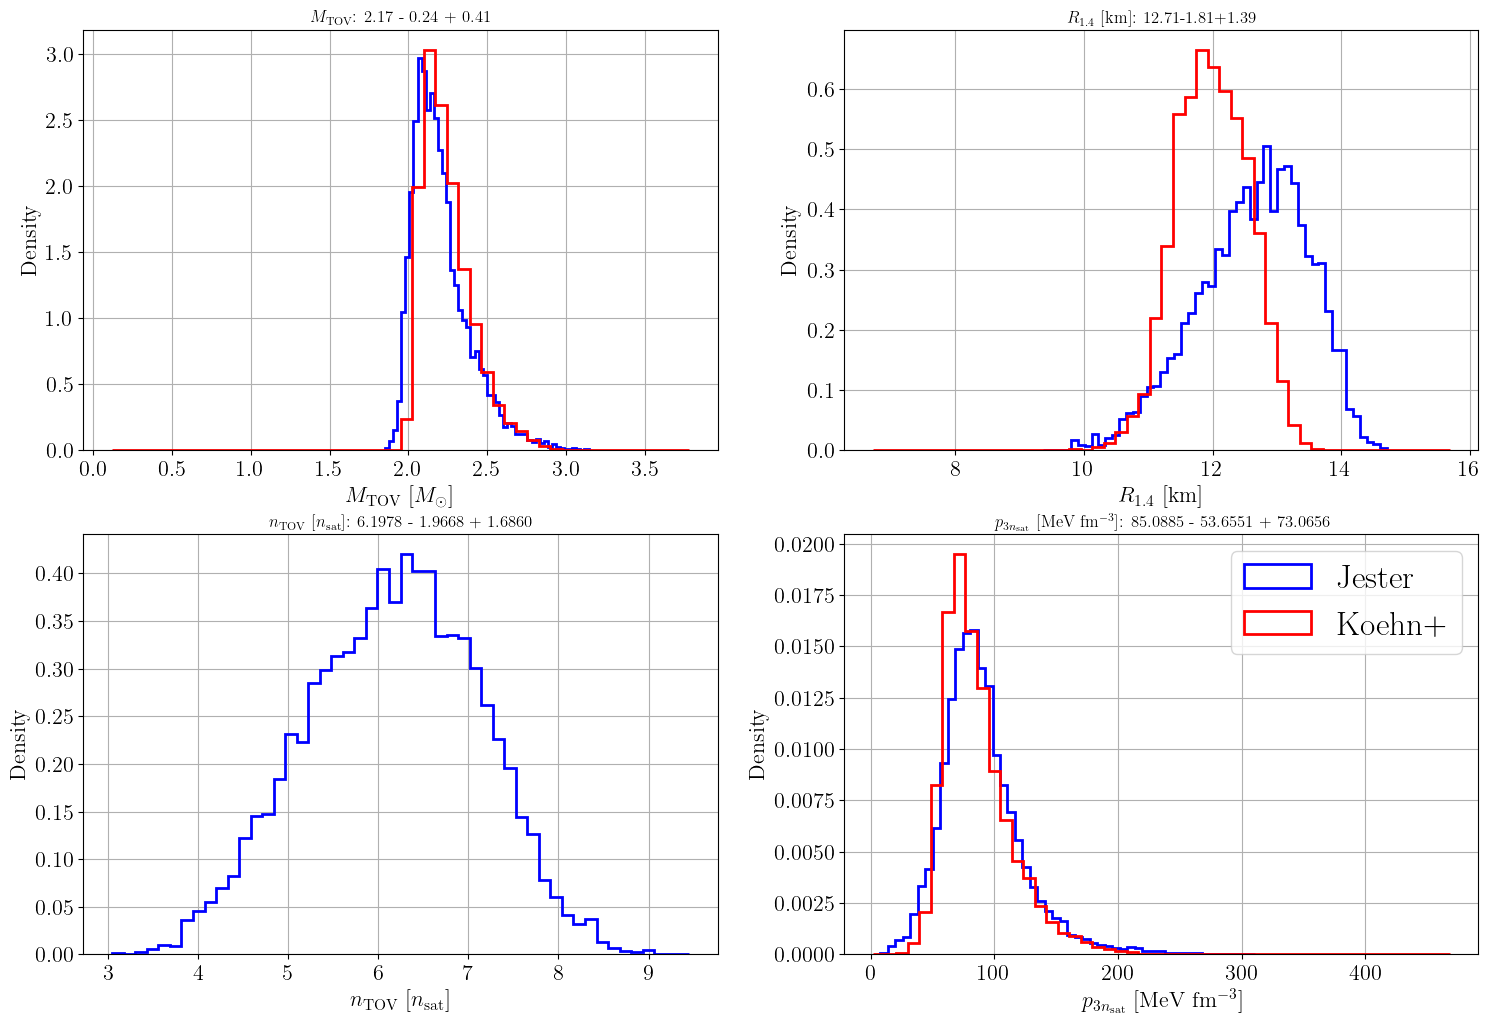 M_TOV: 2.17 - 0.24 + 0.41
3.0
2.5
2.0
1.5
1.0
0.5
0.0
Density
0.0 0.5 1.0 1.5 2.0 2.5 3.0 3.5
M_TOV [M_⊙]
R_1.4 [km]: 12.71-1.81+1.39
0.6
0.5
0.4
0.3
0.2
0.1
0.0
Density
8 10 12 14 16
R_1.4 [km]
n_TOV [n_sat]: 6.1978 - 1.9668 + 1.6860
0.40
0.35
0.30
0.25
0.20
0.15
0.10
0.05
0.00
Density
3 4 5 6 7 8 9
n_TOV [n_sat]
p_3n_sat [MeV fm⁻³]: 85.0885 - 53.6551 + 73.0656
0.0200
0.0175
0.0150
0.0125
0.0100
0.0075
0.0050
0.0025
0.0000
Density
Jester
Koehn+
0 100 200 300 400
p_3n_sat [MeV fm⁻³]